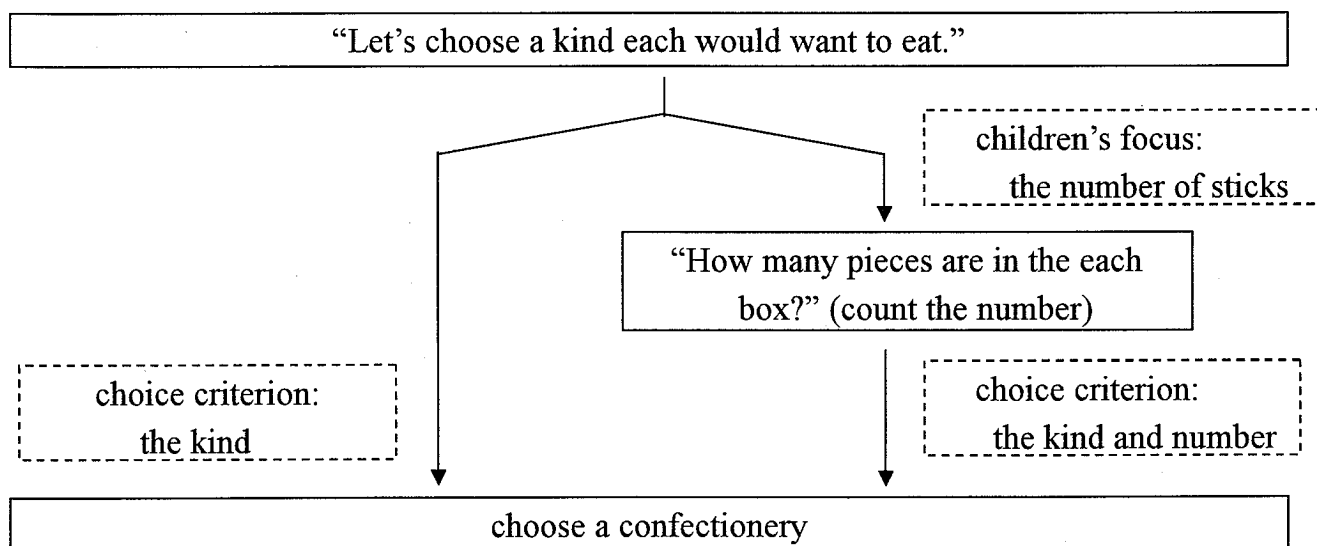 “Let’s choose a kind each would want to eat.”
children’s focus:
the number of sticks
“How many pieces are in the each
box?” (count the number)
choice criterion:
the kind
choice criterion:
the kind and number
choose a confectionery